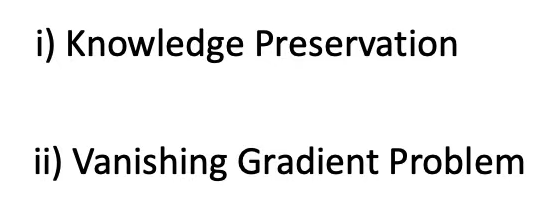 i) Knowledge Preservation
ii) Vanishing Gradient Problem